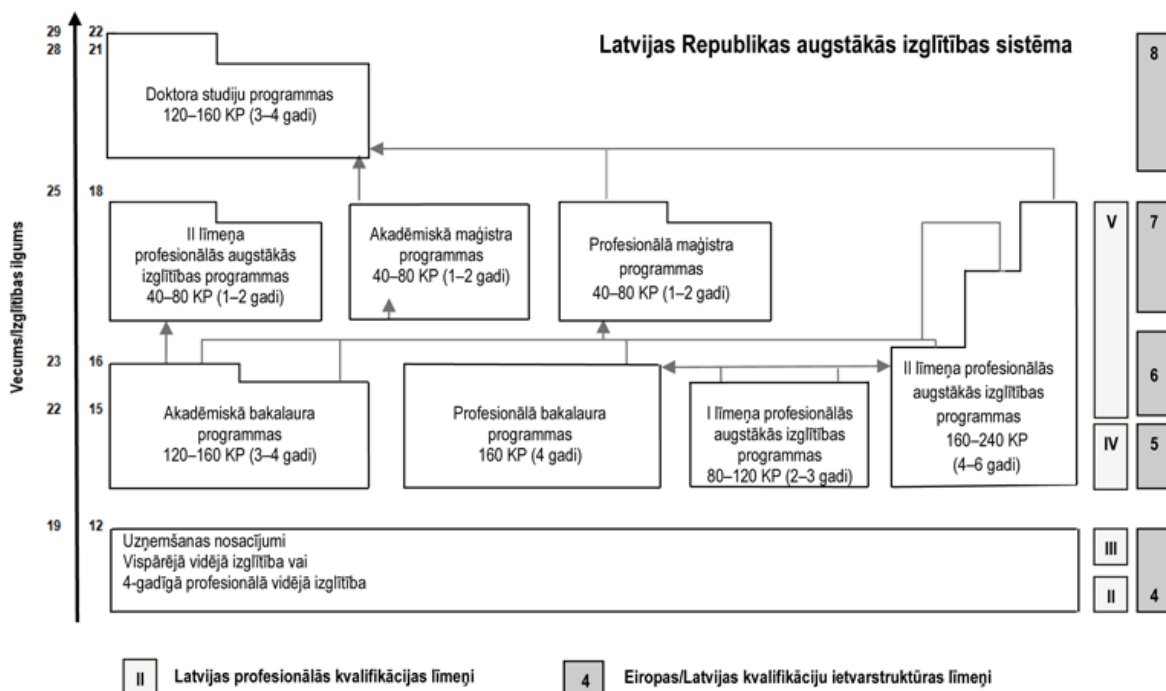 Latvijas Republikas augstākās izglītības sistēma
Vecums/Izglītības ilgums
29 22
28 21
Doktora studiju programmas
120–160 KP (3–4 gadi)
8
25 18
II līmeņa
profesionālās augstākās
izglītības programmas
40–80 KP (1–2 gadi)
Akadēmiskā maģistra
programmas
40–80 KP (1–2 gadi)
Profesionālā maģistra
programmas
40–80 KP (1–2 gadi)
V
7
23 16
22 15
Akadēmiskā bakalaura
programmas
120–160 KP (3–4 gadi)
Profesionālā bakalaura
programmas
160 KP (4 gadi)
I līmeņa profesionālās
augstākās izglītības
programmas
80–120 KP (2–3 gadi)
II līmeņa profesionālās
augstākās izglītības
programmas
160–240 KP
(4–6 gadi)
6
IV
5
19 12
Uzņemšanas nosacījumi
Vispārējā vidējā izglītība vai
4-gadīgā profesionālā vidējā izglītība
III
II
4
II Latvijas profesionālās kvalifikācijas līmeņi
4 Eiropas/Latvijas kvalifikāciju ietvarstruktūras līmeņi